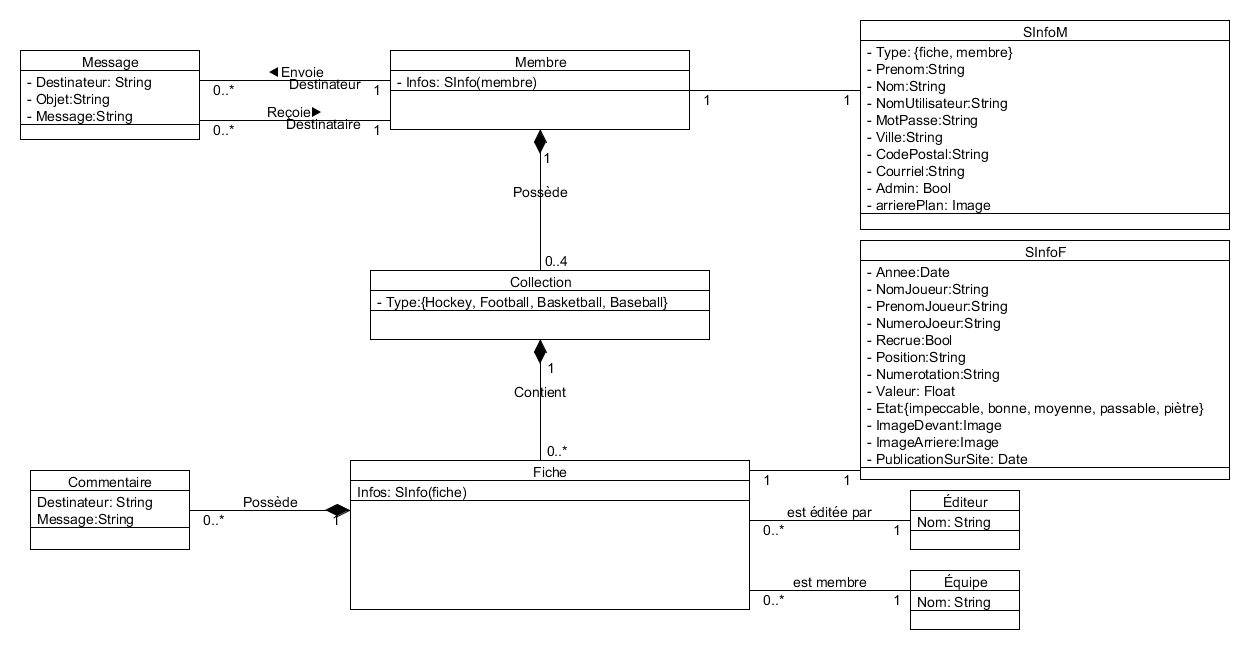 Message
- Destinateur: String
- Objet:String
- Message:String
◄Envoie
Destinateur
0..*
1
Reçoie►
Destinataire
0..*
1
Membre
- Infos: SInfo(membre)
1
1
SInfoM
- Type: {fiche, membre}
- Prenom:String
- Nom:String
- NomUtilisateur:String
- MotPasse:String
- Ville:String
- CodePostal:String
- Courriel:String
- Admin: Bool
- arrierePlan: Image
1
Possède
0..4
Collection
- Type:{Hockey, Football, Basketball, Baseball}
1
Contient
0..*
SInfoF
- Annee:Date
- NomJoueur:String
- PrenomJoueur:String
- NumeroJoeur:String
- Recrue:Bool
- Position:String
- Numerotation:String
- Valeur: Float
- Etat:{impeccable, bonne, moyenne, passable, piètre}
- ImageDevant:Image
- ImageArriere:Image
- PublicationSurSite: Date
Commentaire
Destinateur: String
Message:String
Possède
0..*
1
Fiche
Infos: SInfo(fiche)
1
1
est éditée par
0..*
1
Éditeur
Nom: String
est membre
0..*
1
Équipe
Nom: String